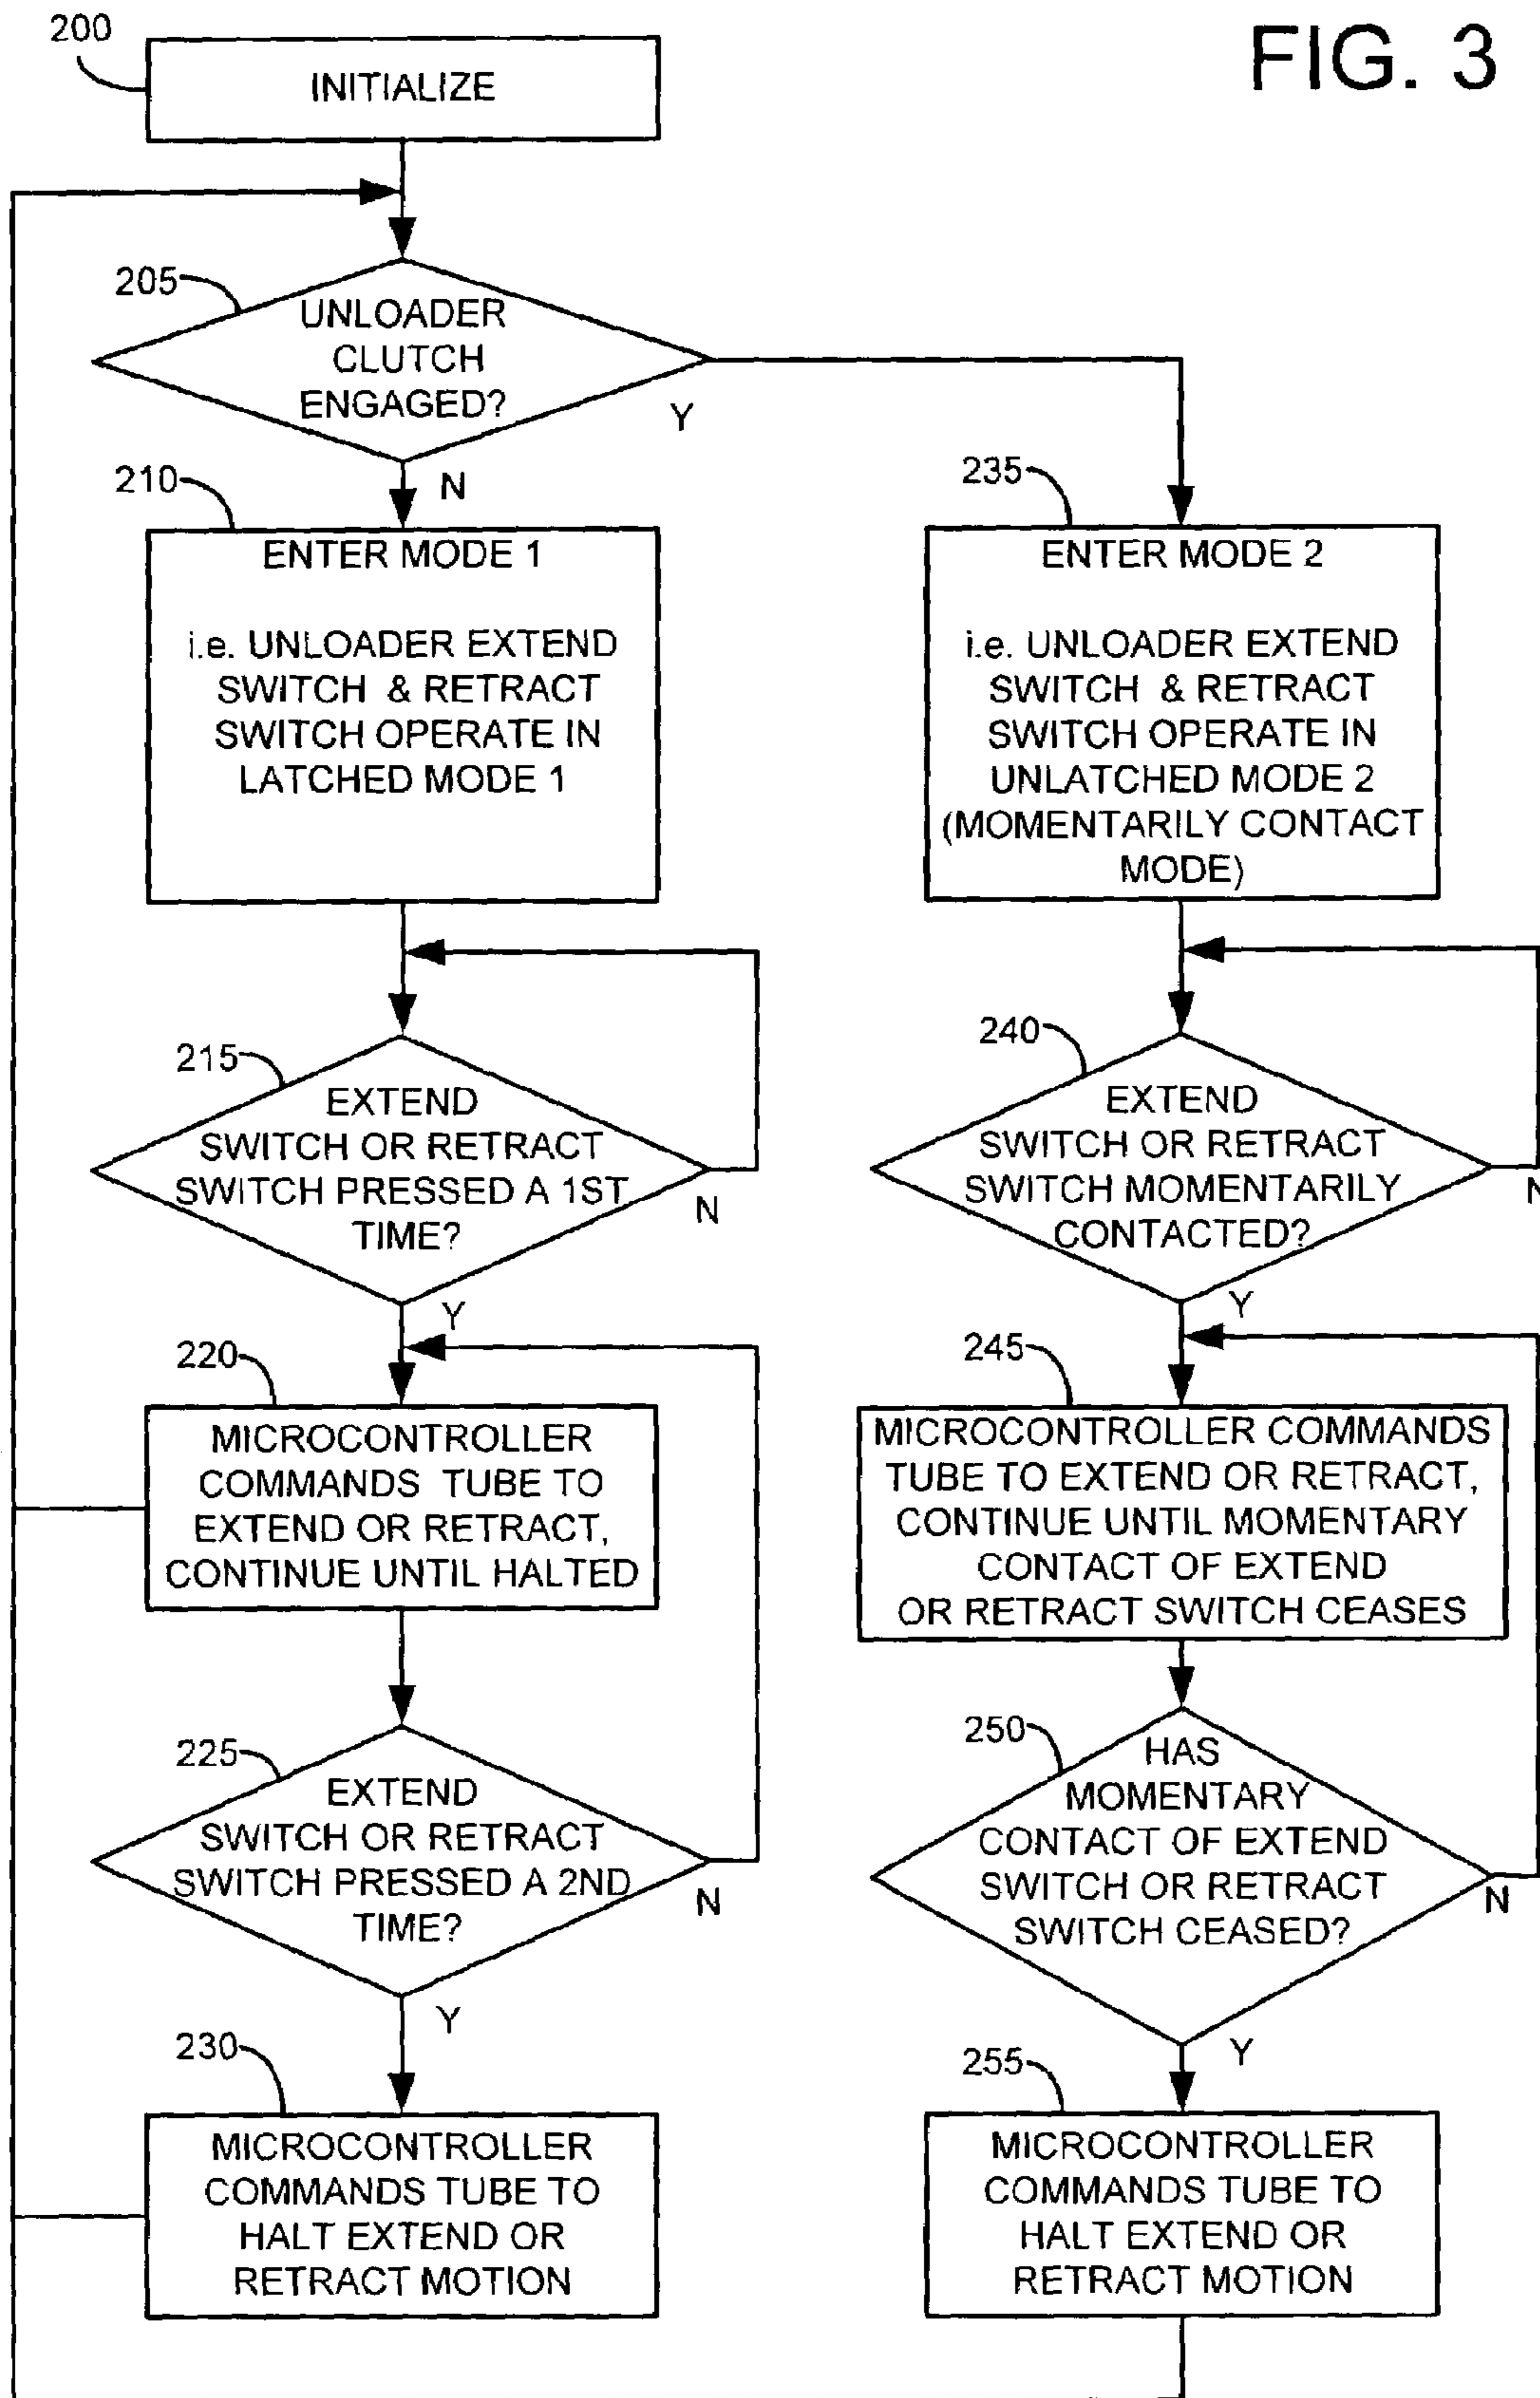 FIG. 3
200
INITIALIZE
205
UNLOADER
CLUTCH
ENGAGED?
Y
N
210
ENTER MODE 1
i.e. UNLOADER EXTEND
SWITCH & RETRACT
SWITCH OPERATE IN
LATCHED MODE 1
215
EXTEND
SWITCH OR RETRACT
SWITCH PRESSED A 1ST
TIME?
N
Y
220
MICROCONTROLLER
COMMANDS TUBE TO
EXTEND OR RETRACT,
CONTINUE UNTIL HALTED
225
EXTEND
SWITCH OR RETRACT
SWITCH PRESSED A 2ND
TIME?
N
Y
230
MICROCONTROLLER
COMMANDS TUBE TO
HALT EXTEND OR
RETRACT MOTION
235
ENTER MODE 2
i.e. UNLOADER EXTEND
SWITCH & RETRACT
SWITCH OPERATE IN
UNLATCHED MODE 2
(MOMENTARILY CONTACT
MODE)
240
EXTEND
SWITCH OR RETRACT
SWITCH MOMENTARILY
CONTACTED?
N
Y
245
MICROCONTROLLER COMMANDS
TUBE TO EXTEND OR RETRACT,
CONTINUE UNTIL MOMENTARY
CONTACT OF EXTEND
OR RETRACT SWITCH CEASES
250
HAS
MOMENTARY
CONTACT OF EXTEND
SWITCH OR RETRACT
SWITCH CEASED?
N
Y
255
MICROCONTROLLER
COMMANDS TUBE TO
HALT EXTEND OR
RETRACT MOTION